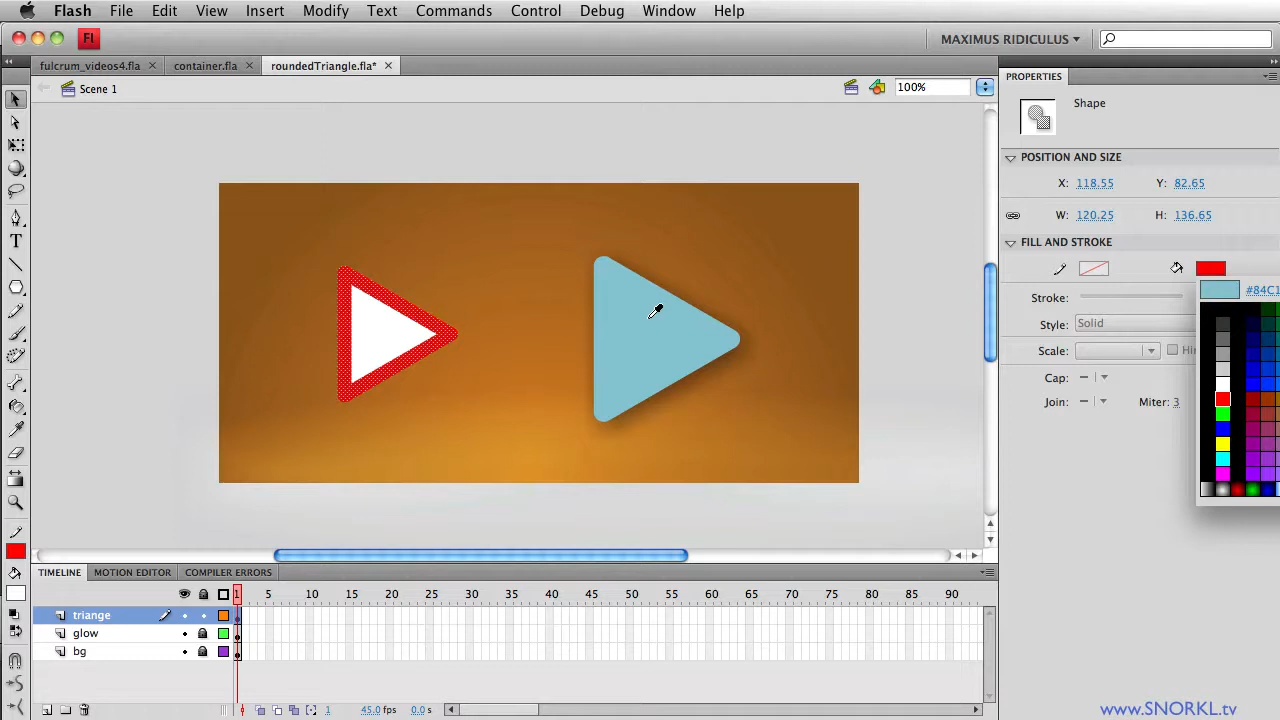 Flash File Edit View Insert Modify Text Commands Control Debug Window Help
Fl MAXIMUS RIDICULUS
fulcrum_videos4.fla container.fla roundedTriangle.fla*
Scene 1 100%
PROPERTIES
Shape
POSITION AND SIZE
X: 118.55 Y: 82.65
W: 120.25 H: 136.65
FILL AND STROKE
#84C1
Stroke:
Style: Solid
Scale: Hi
Cap:
Join: Miter: 3
T
TIMELINE MOTION EDITOR COMPILER ERRORS
1 5 10 15 20 25 30 35 40 45 50 55 60 65 70 75 80 85 90
triange
glow
bg
1 45.0 fps 0.0 s
www.SNORKL.tv